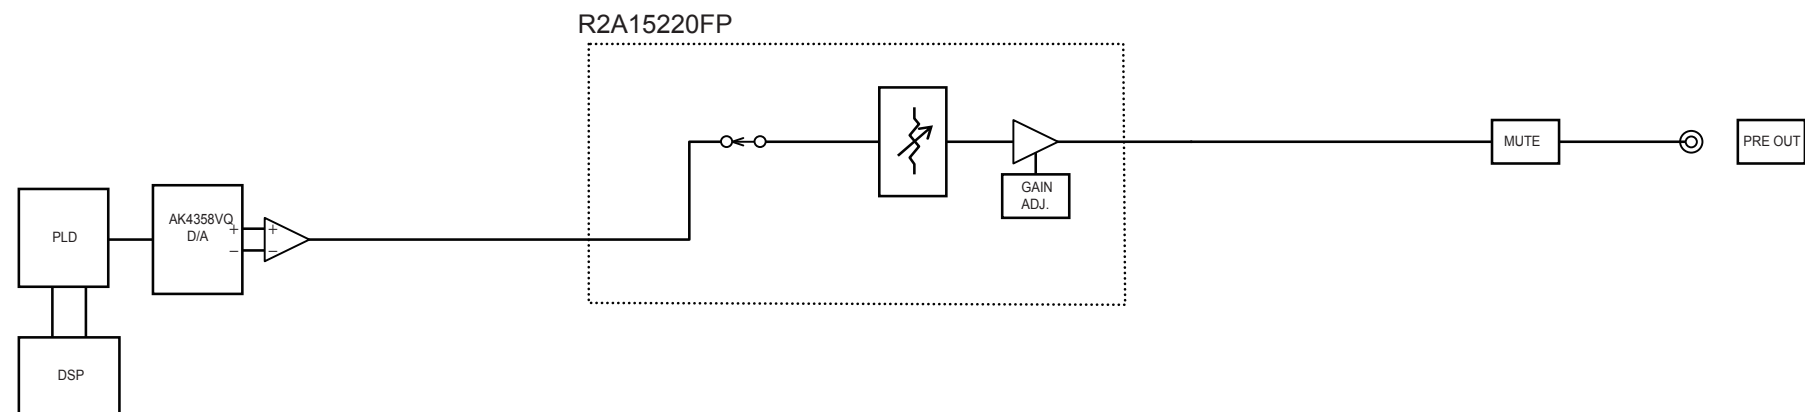 R2A15220FP
MUTE
PRE OUT
GAIN
ADJ.
AK4358VQ
D/A
+
−
+
−
PLD
DSP